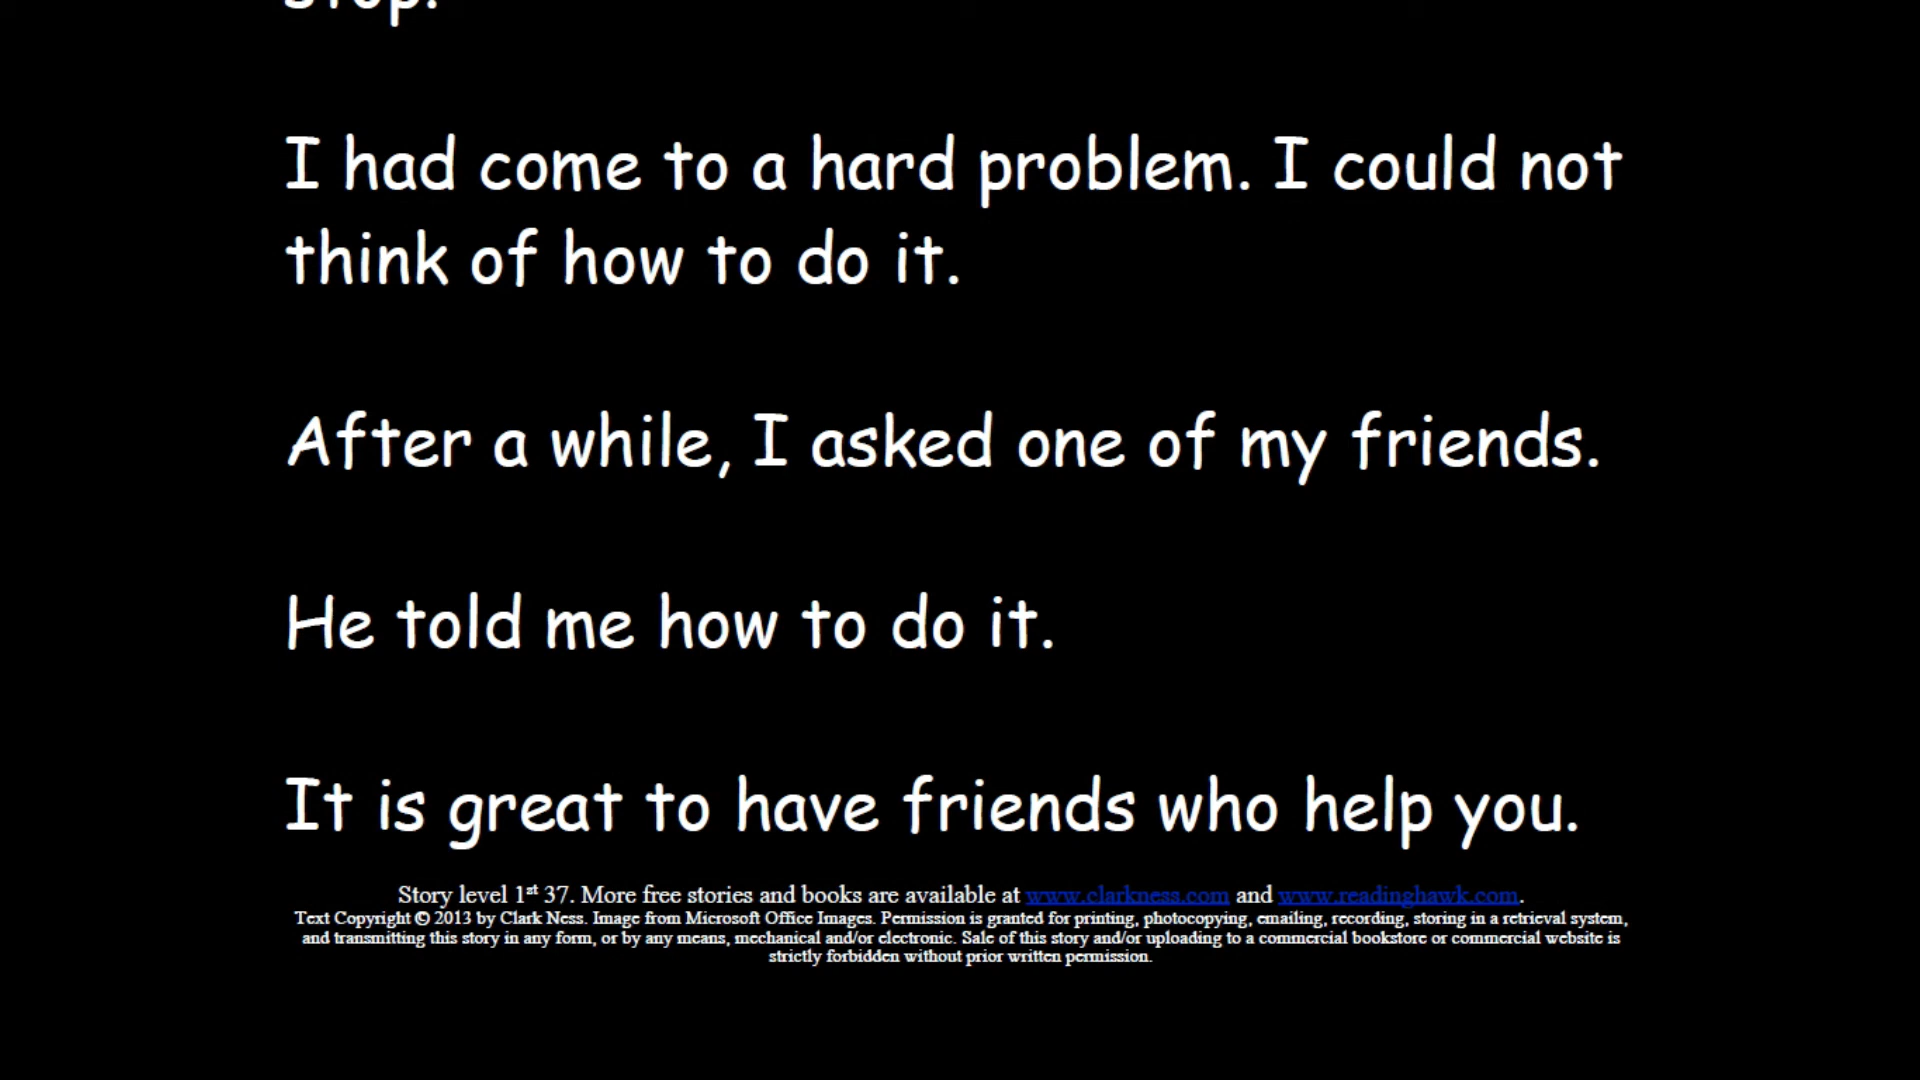 stop.
I had come to a hard problem. I could not
think of how to do it.
After a while, I asked one of my friends.
He told me how to do it.
It is great to have friends who help you.
Story level 1st 37. More free stories and books are available at www.clarkness.com and www.readinghawk.com.
Text Copyright © 2013 by Clark Ness. Image from Microsoft Office Images. Permission is granted for printing, photocopying, emailing, recording, storing in a retrieval system,
and transmitting this story in any form, or by any means, mechanical and/or electronic. Sale of this story and/or uploading to a commercial bookstore or commercial website is
strictly forbidden without prior written permission.